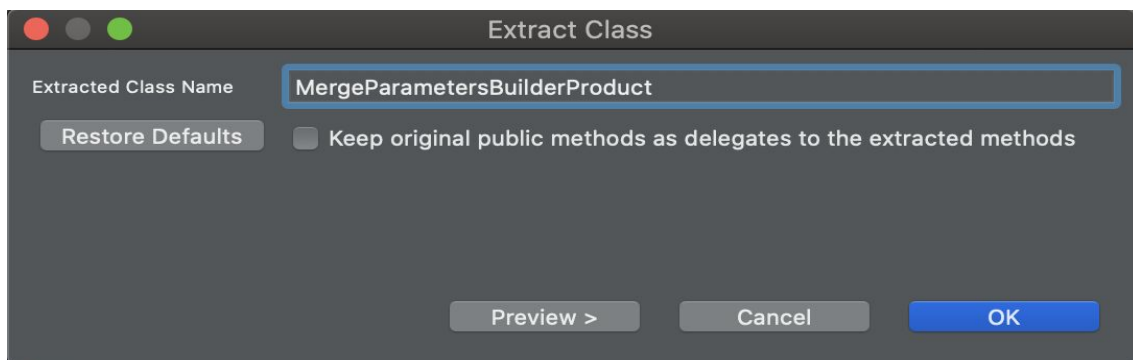 Extract Class
Extracted Class Name MergeParametersBuilderProduct
Restore Defaults Keep original public methods as delegates to the extracted methods
Preview > Cancel OK